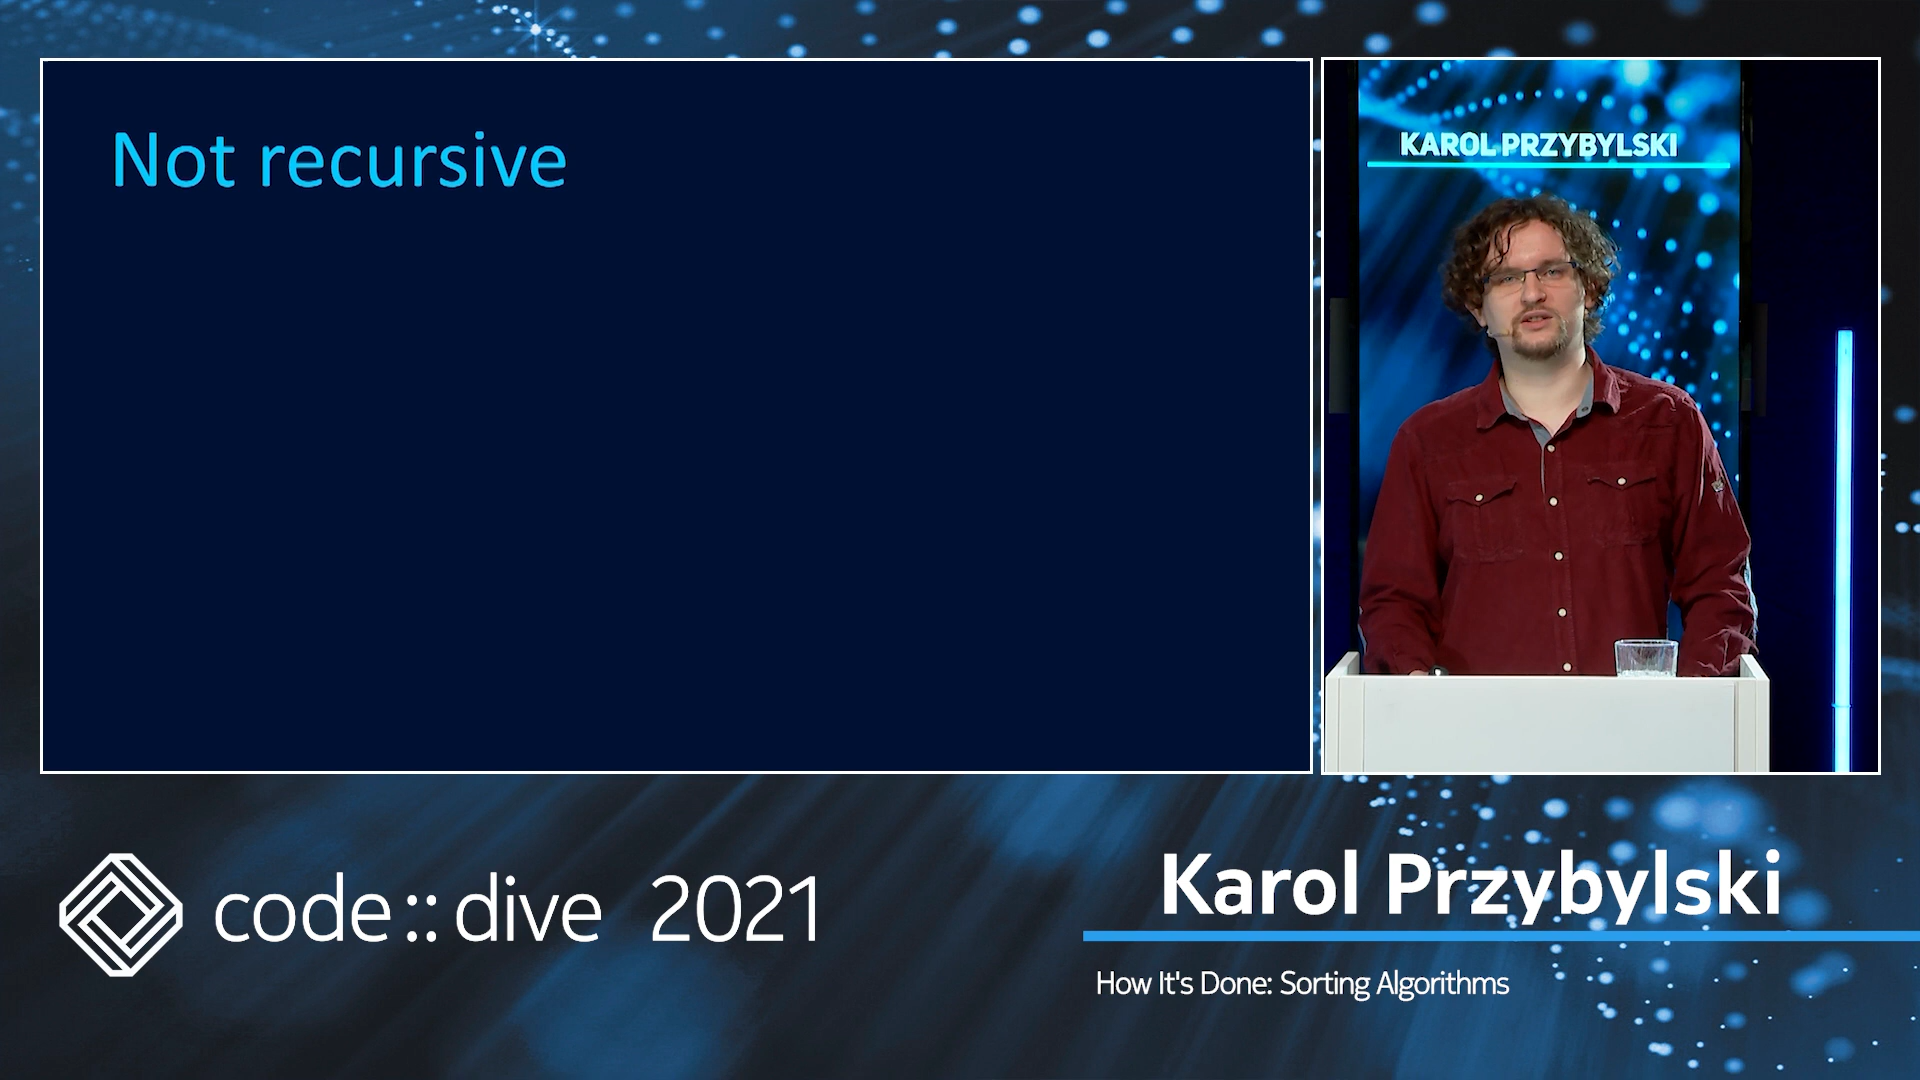 Not recursive
KAROL PRZYBYLSKI
code::dive 2021
Karol Przybylski
How It's Done: Sorting Algorithms